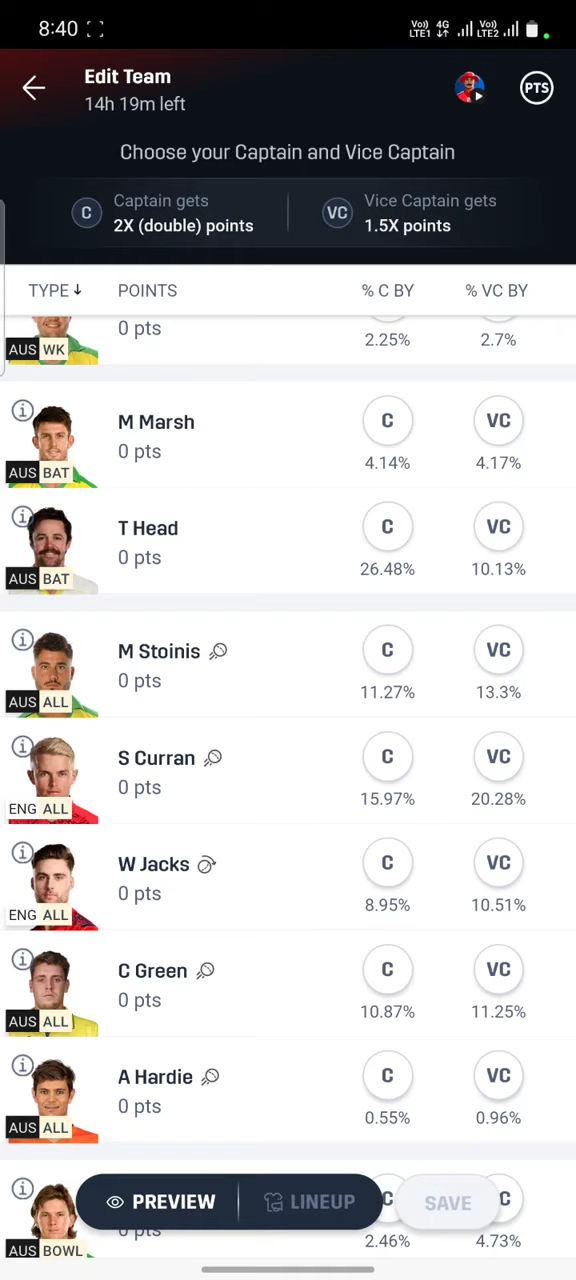 8:40
Vo)) LTE1 4G Vo)) LTE2
Edit Team
14h 19m left
PTS
Choose your Captain and Vice Captain
C Captain gets 2X (double) points
VC Vice Captain gets 1.5X points
TYPE↓ POINTS % C BY % VC BY
0 pts
AUS WK 2.25% 2.7%
M Marsh C VC
0 pts
AUS BAT 4.14% 4.17%
T Head C VC
0 pts
AUS BAT 26.48% 10.13%
M Stoinis C VC
0 pts
AUS ALL 11.27% 13.3%
S Curran C VC
0 pts
ENG ALL 15.97% 20.28%
W Jacks C VC
0 pts
ENG ALL 8.95% 10.51%
C Green C VC
0 pts
AUS ALL 10.87% 11.25%
A Hardie C VC
0 pts
AUS ALL 0.55% 0.96%
PREVIEW LINEUP C SAVE C
0 pts
AUS BOWL 2.46% 4.73%